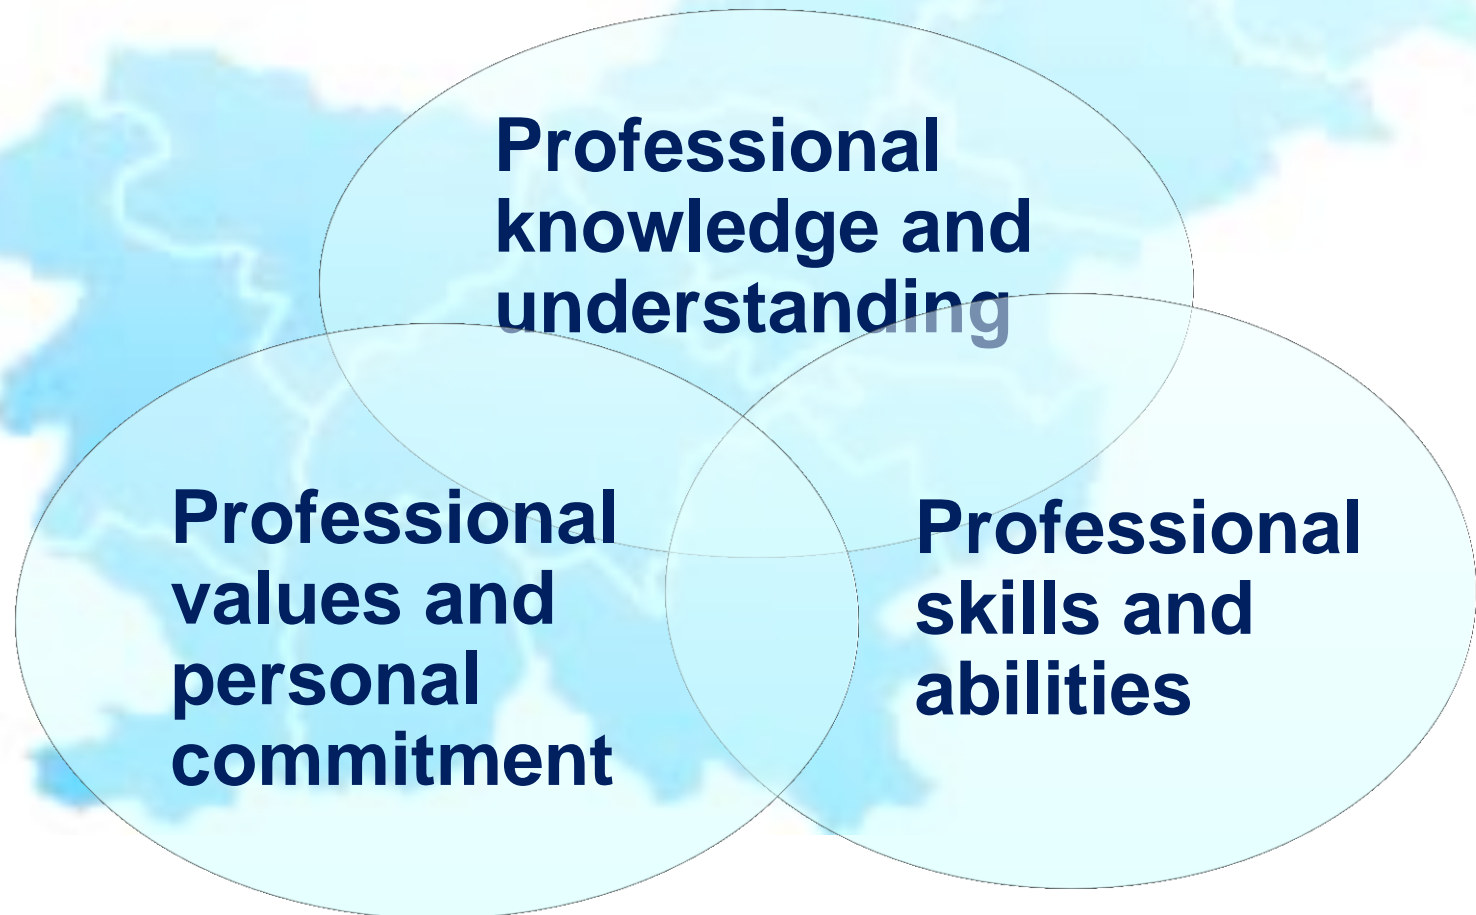 Professional
knowledge and
understanding
Professional
values and
personal
commitment
Professional
skills and
abilities